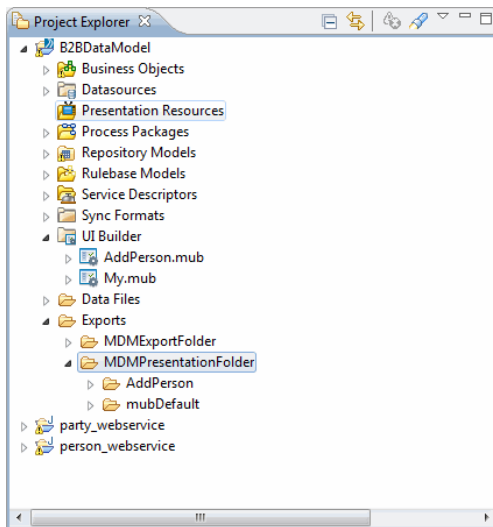 Project Explorer
B2BDataModel
Business Objects
Datasources
Presentation Resources
Process Packages
Repository Models
Rulebase Models
Service Descriptors
Sync Formats
UI Builder
AddPerson.mub
My.mub
Data Files
Exports
MDMExportFolder
MDMPresentationFolder
AddPerson
mubDefault
party_webservice
person_webservice